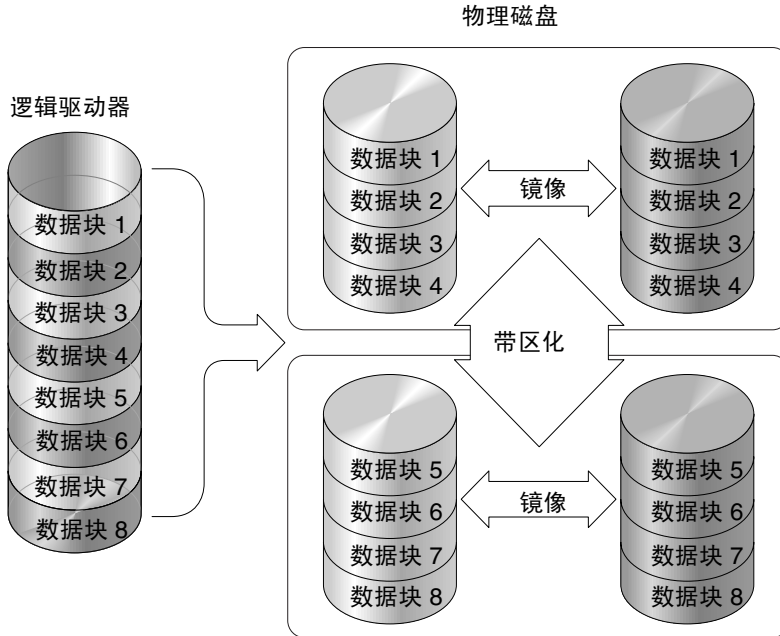 物理磁盘
逻辑驱动器
数据块 1
数据块 2
数据块 3
数据块 4
数据块 5
数据块 6
数据块 7
数据块 8
数据块 1
数据块 2
数据块 3
数据块 4
镜像
数据块 1
数据块 2
数据块 3
数据块 4
带区化
数据块 5
数据块 6
数据块 7
数据块 8
镜像
数据块 5
数据块 6
数据块 7
数据块 8